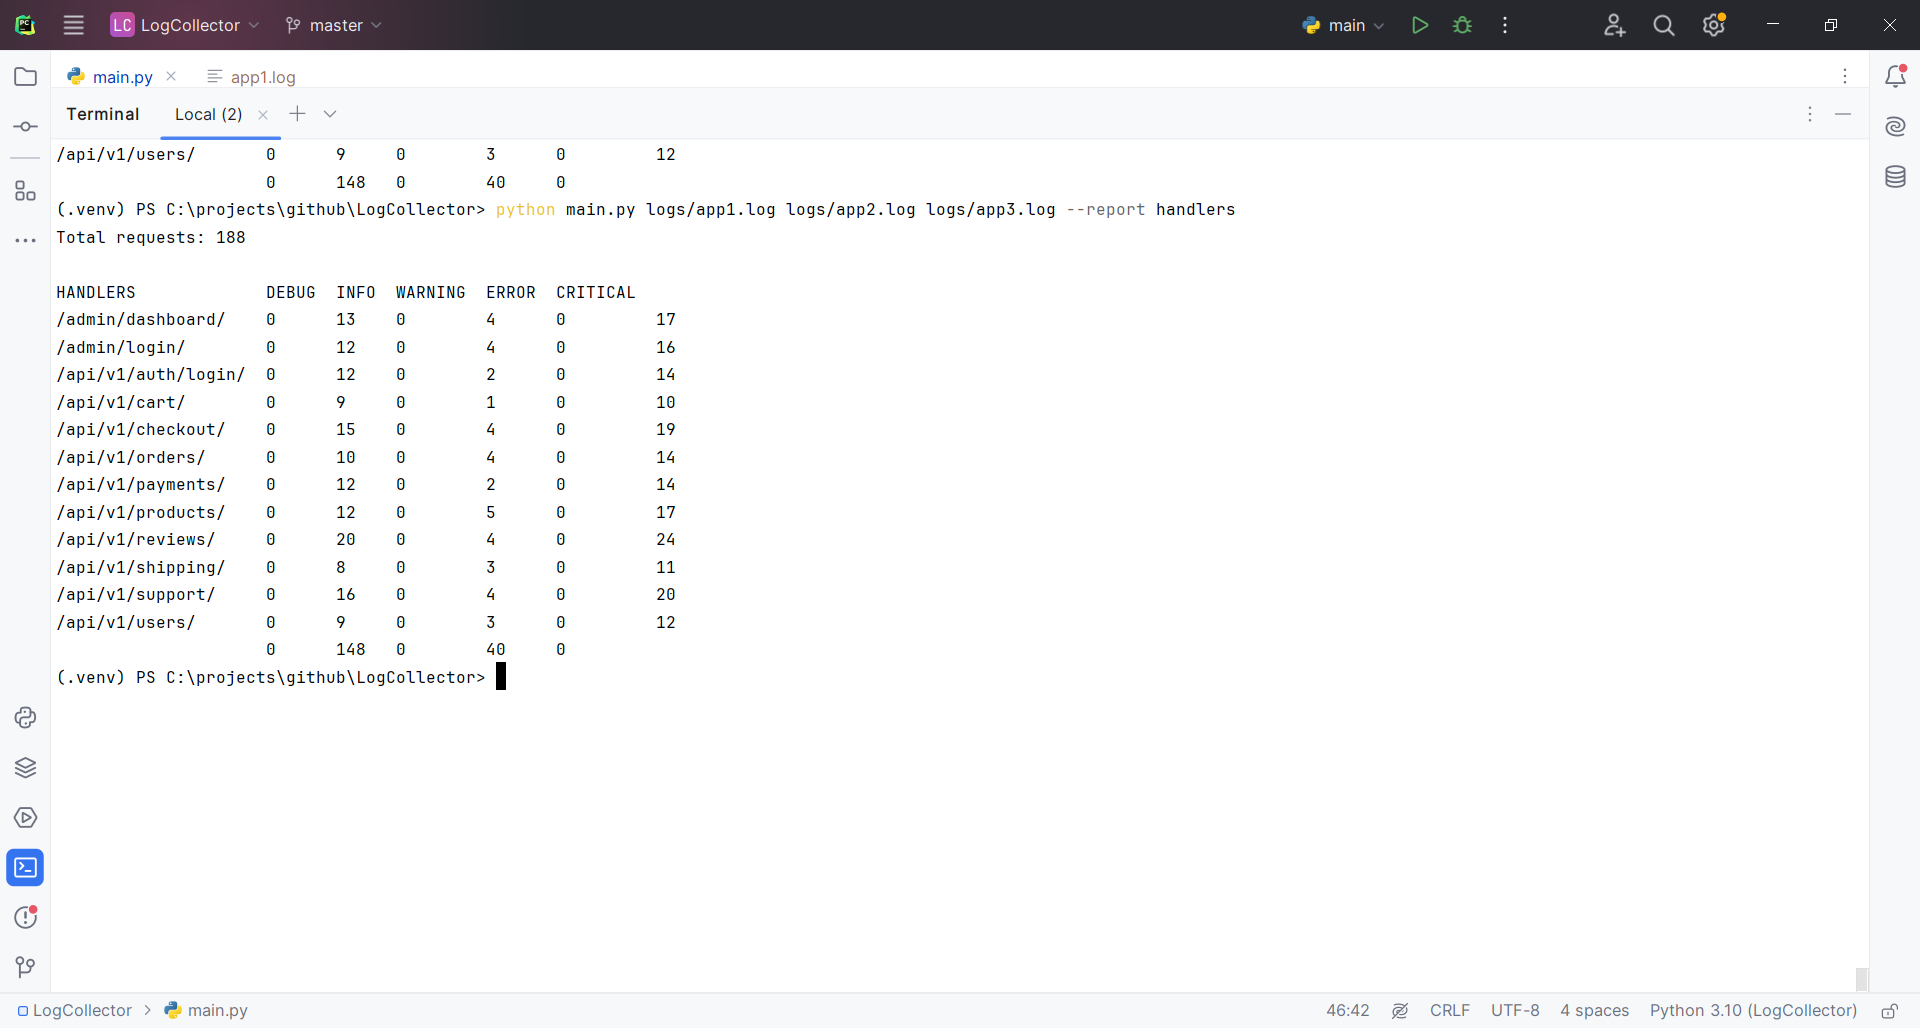 LC LogCollector master main
main.py app1.log
Terminal Local (2)
/api/v1/users/ 0 9 0 3 0 12
0 148 0 40 0
(.venv) PS C:\projects\github\LogCollector> python main.py logs/app1.log logs/app2.log logs/app3.log --report handlers
Total requests: 188
HANDLERS DEBUG INFO WARNING ERROR CRITICAL
/admin/dashboard/ 0 13 0 4 0 17
/admin/login/ 0 12 0 4 0 16
/api/v1/auth/login/ 0 12 0 2 0 14
/api/v1/cart/ 0 9 0 1 0 10
/api/v1/checkout/ 0 15 0 4 0 19
/api/v1/orders/ 0 10 0 4 0 14
/api/v1/payments/ 0 12 0 2 0 14
/api/v1/products/ 0 12 0 5 0 17
/api/v1/reviews/ 0 20 0 4 0 24
/api/v1/shipping/ 0 8 0 3 0 11
/api/v1/support/ 0 16 0 4 0 20
/api/v1/users/ 0 9 0 3 0 12
0 148 0 40 0
(.venv) PS C:\projects\github\LogCollector>
LogCollector > main.py 46:42 CRLF UTF-8 4 spaces Python 3.10 (LogCollector)